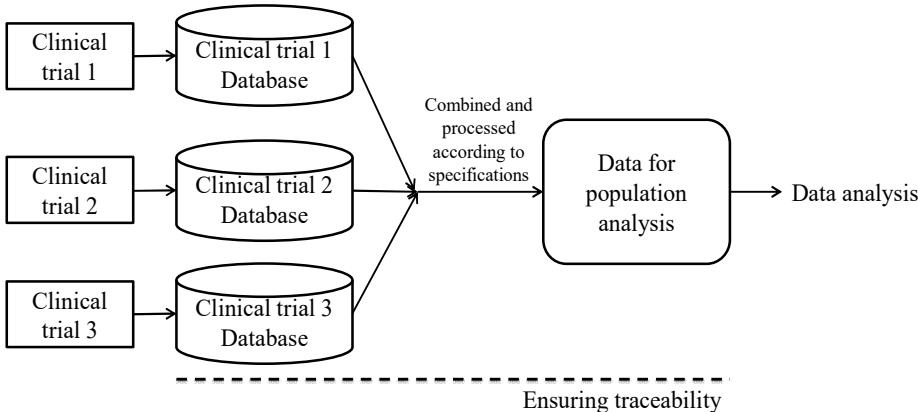 Clinical
trial 1
Clinical trial 1
Database
Combined and
processed
according to
specifications
Clinical
trial 2
Clinical trial 2
Database
Data for
population
analysis
Data analysis
Clinical
trial 3
Clinical trial 3
Database
Ensuring traceability